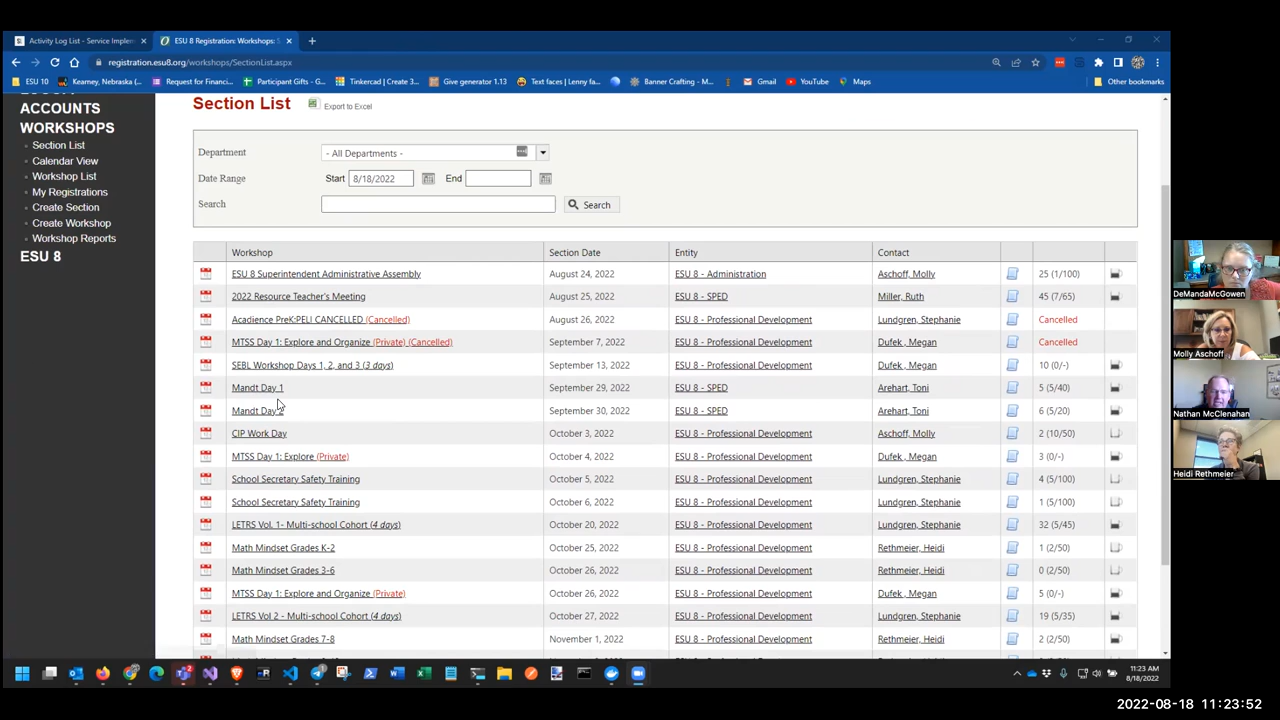 Activity Log List - Service Implem
ESU 8 Registration: Workshops: S
registration.esu8.org/workshops/SectionList.aspx
ESU 10 Kearney, Nebraska ( Request for Financi... Participant Gifts - G... Tinkercad | Create 3... Give generator 1.13 Text faces | Lenny fa... Banner Crafting - M... Gmail YouTube Maps Other bookmarks
ACCOUNTS
WORKSHOPS
Section List
Calendar View
Workshop List
My Registrations
Create Section
Create Workshop
Workshop Reports
ESU 8
Section List Export to Excel
Department - All Departments -
Date Range Start 8/18/2022 End
Search Search
Workshop Section Date Entity Contact
ESU 8 Superintendent Administrative Assembly August 24, 2022 ESU 8 - Administration Aschoff, Molly 25 (1/100)
2022 Resource Teacher's Meeting August 25, 2022 ESU 8 - SPED Miller, Ruth 45 (7/65)
Acadience PreK:PELI CANCELLED (Cancelled) August 26, 2022 ESU 8 - Professional Development Lundgren, Stephanie Cancelled
MTSS Day 1: Explore and Organize (Private) (Cancelled) September 7, 2022 ESU 8 - Professional Development Dufek , Megan Cancelled
SEBL Workshop Days 1, 2, and 3 (3 days) September 13, 2022 ESU 8 - Professional Development Dufek , Megan 10 (0/-)
Mandt Day 1 September 29, 2022 ESU 8 - SPED Arehart, Toni 5 (5/40)
Mandt Day September 30, 2022 ESU 8 - SPED Arehart, Toni 6 (5/20)
CIP Work Day October 3, 2022 ESU 8 - Professional Development Aschoff, Molly 2 (10/50)
MTSS Day 1: Explore (Private) October 4, 2022 ESU 8 - Professional Development Dufek , Megan 3 (0/-)
School Secretary Safety Training October 5, 2022 ESU 8 - Professional Development Lundgren, Stephanie 4 (5/100)
School Secretary Safety Training October 6, 2022 ESU 8 - Professional Development Lundgren, Stephanie 1 (5/100)
LETRS Vol. 1- Multi-school Cohort (4 days) October 20, 2022 ESU 8 - Professional Development Lundgren, Stephanie 32 (5/45)
Math Mindset Grades K-2 October 25, 2022 ESU 8 - Professional Development Rethmeier, Heidi 1 (2/50)
Math Mindset Grades 3-6 October 26, 2022 ESU 8 - Professional Development Rethmeier, Heidi 0 (2/50)
MTSS Day 1: Explore and Organize (Private) October 26, 2022 ESU 8 - Professional Development Dufek , Megan 5 (0/-)
LETRS Vol 2 - Multi-school Cohort (4 days) October 27, 2022 ESU 8 - Professional Development Lundgren, Stephanie 19 (5/35)
Math Mindset Grades 7-8 November 1, 2022 ESU 8 - Professional Development Rethmeier, Heidi 2 (2/50)
DeMandaMcGowen
Molly Aschoff
Nathan McClenahan
Heidi Rethmeier
11:23 AM
8/18/2022
2022-08-18 11:23:52